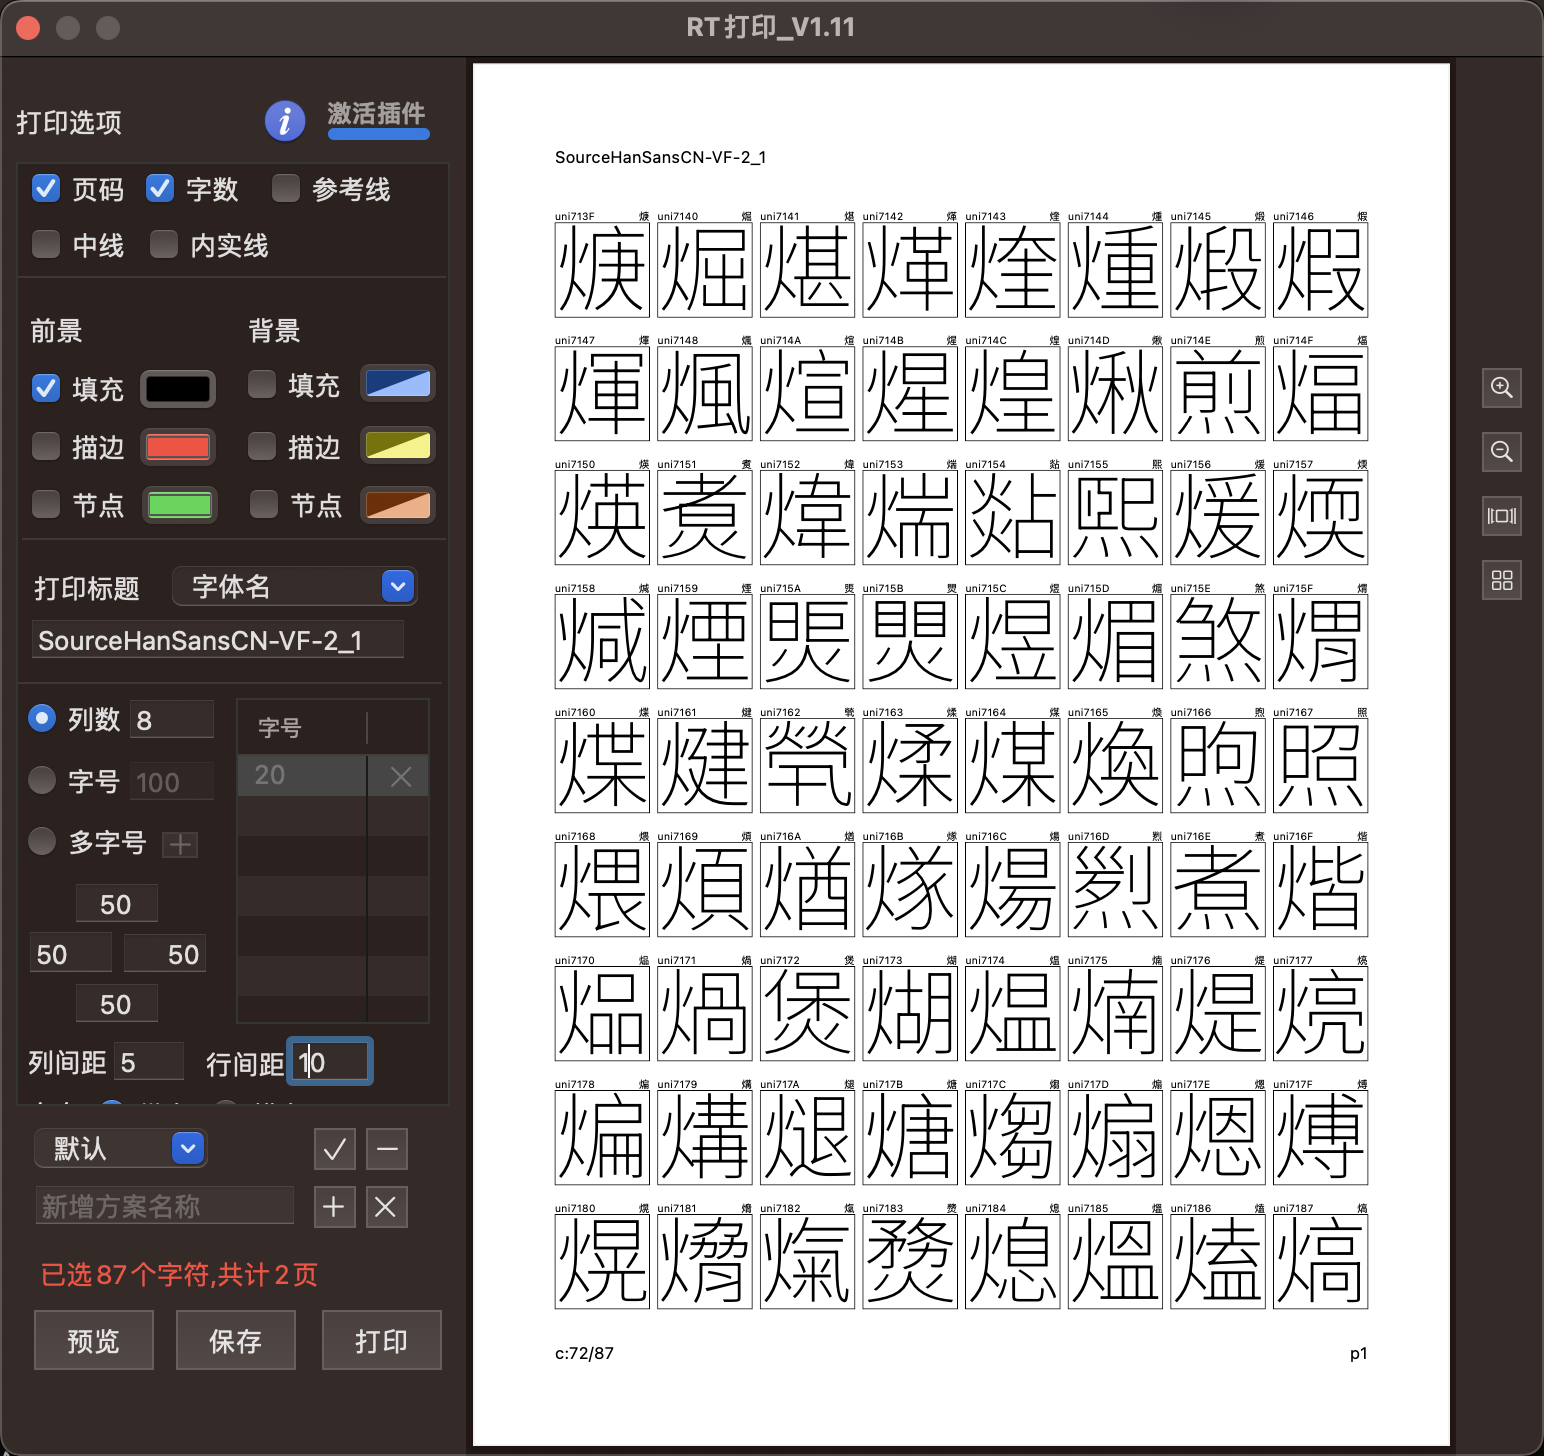 RT打印_V1.11
打印选项
激活插件
页码 字数 参考线
中线 内实线
前景 背景
填充 填充
描边 描边
节点 节点
打印标题 字体名
SourceHanSansCN-VF-2_1
列数 8
字号 100
多字号
字号
20
50
50 50
50
列间距 5 行间距 10
默认
新增方案名称
已选87个字符,共计2页
预览 保存 打印
SourceHanSansCN-VF-2_1
uni713F 焿 uni7140 煀 uni7141 煁 uni7142 煂 uni7143 煃 uni7144 煄 uni7145 煅 uni7146 煆
焿 煀 煁 煂 煃 煄 煅 煆
uni7147 煇 uni7148 煈 uni714A 煊 uni714B 煋 uni714C 煌 uni714D 煍 uni714E 煎 uni714F 煏
煇 煈 煊 煋 煌 煍 煎 煏
uni7150 煐 uni7151 煑 uni7152 煒 uni7153 煓 uni7154 煔 uni7155 煕 uni7156 煖 uni7157 煗
煐 煑 煒 煓 煔 煕 煖 煗
uni7158 煘 uni7159 煙 uni715A 煚 uni715B 煛 uni715C 煜 uni715D 煝 uni715E 煞 uni715F 煟
煘 煙 煚 煛 煜 煝 煞 煟
uni7160 煠 uni7161 煡 uni7162 煢 uni7163 煣 uni7164 煤 uni7165 煥 uni7166 煦 uni7167 照
煠 煡 煢 煣 煤 煥 煦 照
uni7168 煨 uni7169 煩 uni716A 煪 uni716B 煫 uni716C 煬 uni716D 煭 uni716E 煮 uni716F 煯
煨 煩 煪 煫 煬 煭 煮 煯
uni7170 煰 uni7171 煱 uni7172 煲 uni7173 煳 uni7174 煴 uni7175 煵 uni7176 煶 uni7177 煷
煰 煱 煲 煳 煴 煵 煶 煷
uni7178 煸 uni7179 煹 uni717A 煺 uni717B 煻 uni717C 煼 uni717D 煽 uni717E 煾 uni717F 煿
煸 煹 煺 煻 煼 煽 煾 煿
uni7180 熀 uni7181 熁 uni7182 熂 uni7183 熃 uni7184 熄 uni7185 熅 uni7186 熆 uni7187 熇
熀 熁 熂 熃 熄 熅 熆 熇
c:72/87 p1